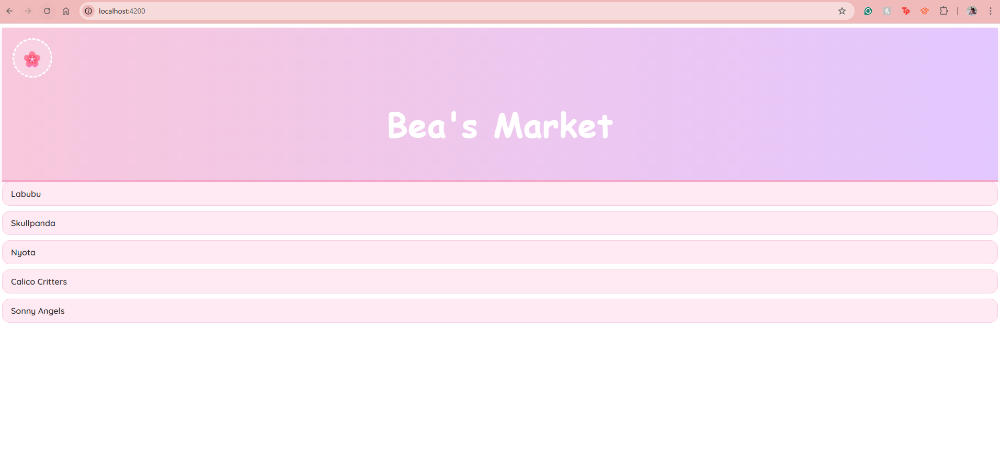 localhost:4200
Bea's Market
Labubu
Skullpanda
Nyota
Calico Critters
Sonny Angels